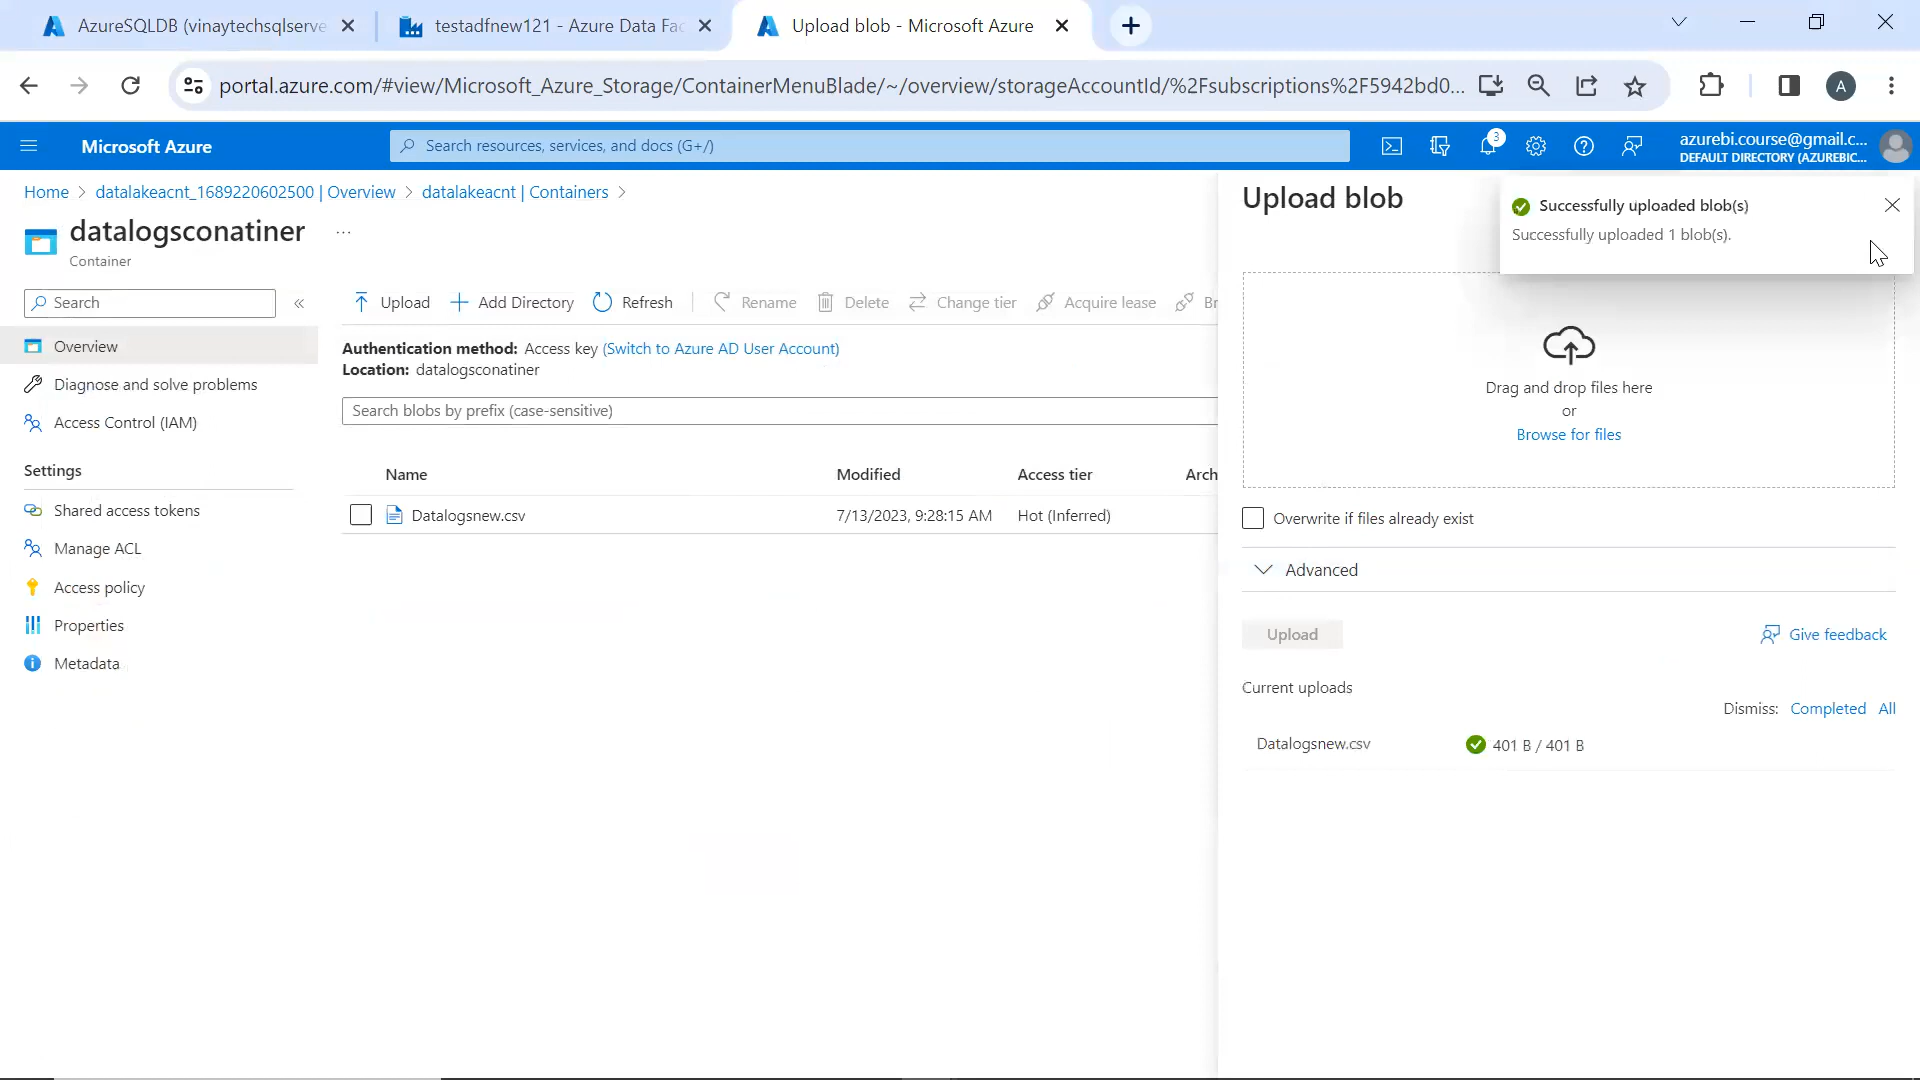 AzureSQLDB (vinaytechsqlserve
testadfnew121 - Azure Data Fac
Upload blob - Microsoft Azure
portal.azure.com/#view/Microsoft_Azure_Storage/ContainerMenuBlade/~/overview/storageAccountId/%2Fsubscriptions%2F5942bd0...
A
Microsoft Azure
Search resources, services, and docs (G+/)
3
azurebi.course@gmail.c...
DEFAULT DIRECTORY (AZUREBIC...
Home > datalakeacnt_1689220602500 | Overview > datalakeacnt | Containers >
datalogsconatiner ...
Container
Search
«
Overview
Diagnose and solve problems
Access Control (IAM)
Settings
Shared access tokens
Manage ACL
Access policy
Properties
Metadata
Upload
Add Directory
Refresh
Rename
Delete
Change tier
Acquire lease
Br
Authentication method: Access key (Switch to Azure AD User Account)
Location: datalogsconatiner
Search blobs by prefix (case-sensitive)
Name Modified Access tier Arch
Datalogsnew.csv 7/13/2023, 9:28:15 AM Hot (Inferred)
Upload blob
Successfully uploaded blob(s)
Successfully uploaded 1 blob(s).
Drag and drop files here
or
Browse for files
Overwrite if files already exist
Advanced
Upload
Give feedback
Current uploads
Dismiss: Completed All
Datalogsnew.csv 401 B / 401 B